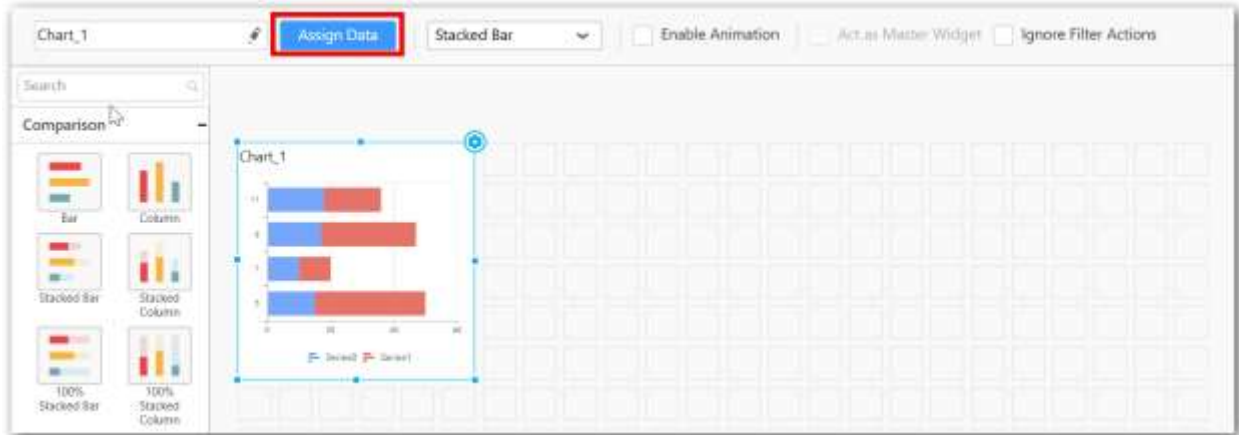 Chart_1
Assign Data
Stacked Bar
Enable Animation
Act as Master Widget
Ignore Filter Actions
Search
Comparison
Chart_1
Bar
Column
Stacked Bar
Stacked
Column
100%
Stacked Bar
100%
Stacked
Column